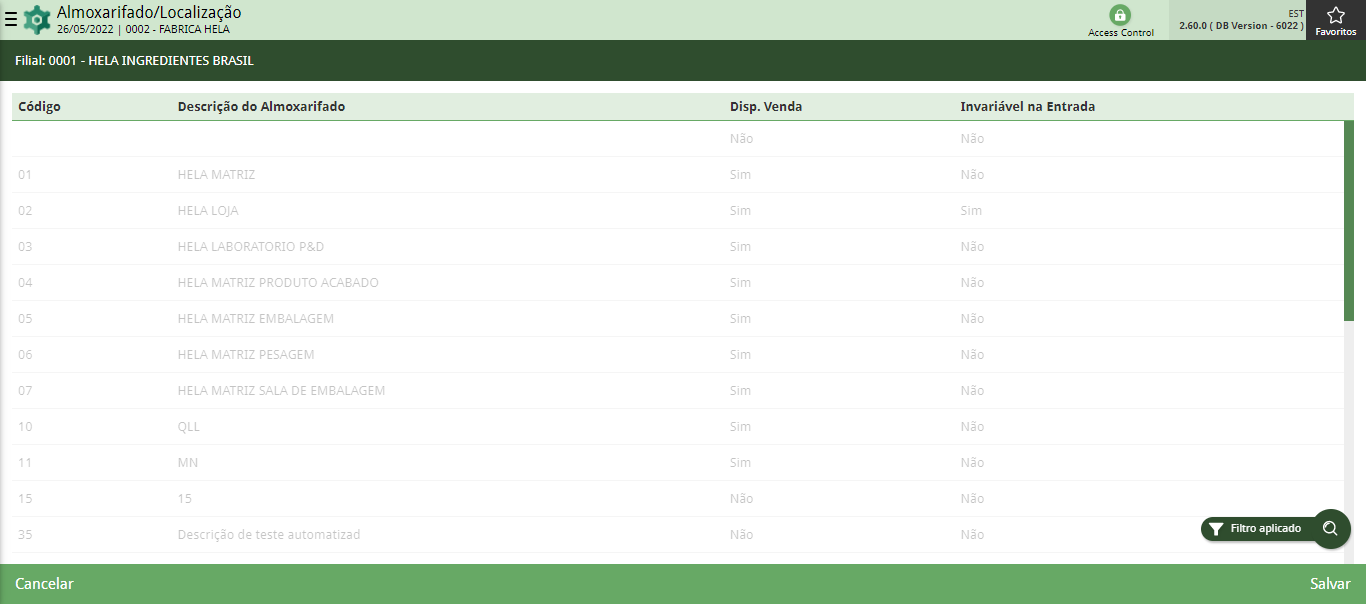 Almoxarifado/Localização
26/05/2022 | 0002 - FABRICA HELA
Access Control
EST
2.60.0 ( DB Version - 6022 )
Favoritos
Filial: 0001 - HELA INGREDIENTES BRASIL
Código Descrição do Almoxarifado Disp. Venda Invariável na Entrada
Não Não
01 HELA MATRIZ Sim Não
02 HELA LOJA Sim Sim
03 HELA LABORATORIO P&D Sim Não
04 HELA MATRIZ PRODUTO ACABADO Sim Não
05 HELA MATRIZ EMBALAGEM Sim Não
06 HELA MATRIZ PESAGEM Sim Não
07 HELA MATRIZ SALA DE EMBALAGEM Sim Não
10 QLL Sim Não
11 MN Sim Não
15 15 Não Não
35 Descrição de teste automatizad Não Não
Filtro aplicado
Cancelar Salvar